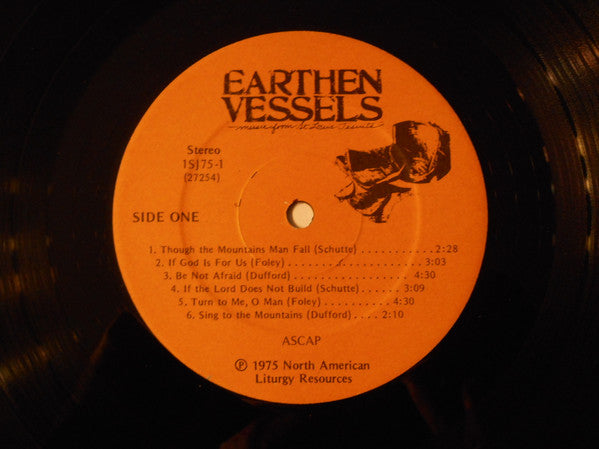 EARTHEN
VESSELS
music from St Louis Jesuits
Stereo
1SJ75-1
(27254)
SIDE ONE
1. Though the Mountains Man Fall (Schutte) . . . . . . . . . . . 2:28
2. If God Is For Us (Foley) . . . . . . . . . . . . . . . . . . . . 3:03
3. Be Not Afraid (Dufford) . . . . . . . . . . . . . . . . . . 4:30
4. If the Lord Does Not Build (Schutte) . . . . . . 3:09
5. Turn to Me, O Man (Foley) . . . . . . . . . . 4:30
6. Sing to the Mountains (Dufford) . . . . 2:10
ASCAP
℗ 1975 North American
Liturgy Resources